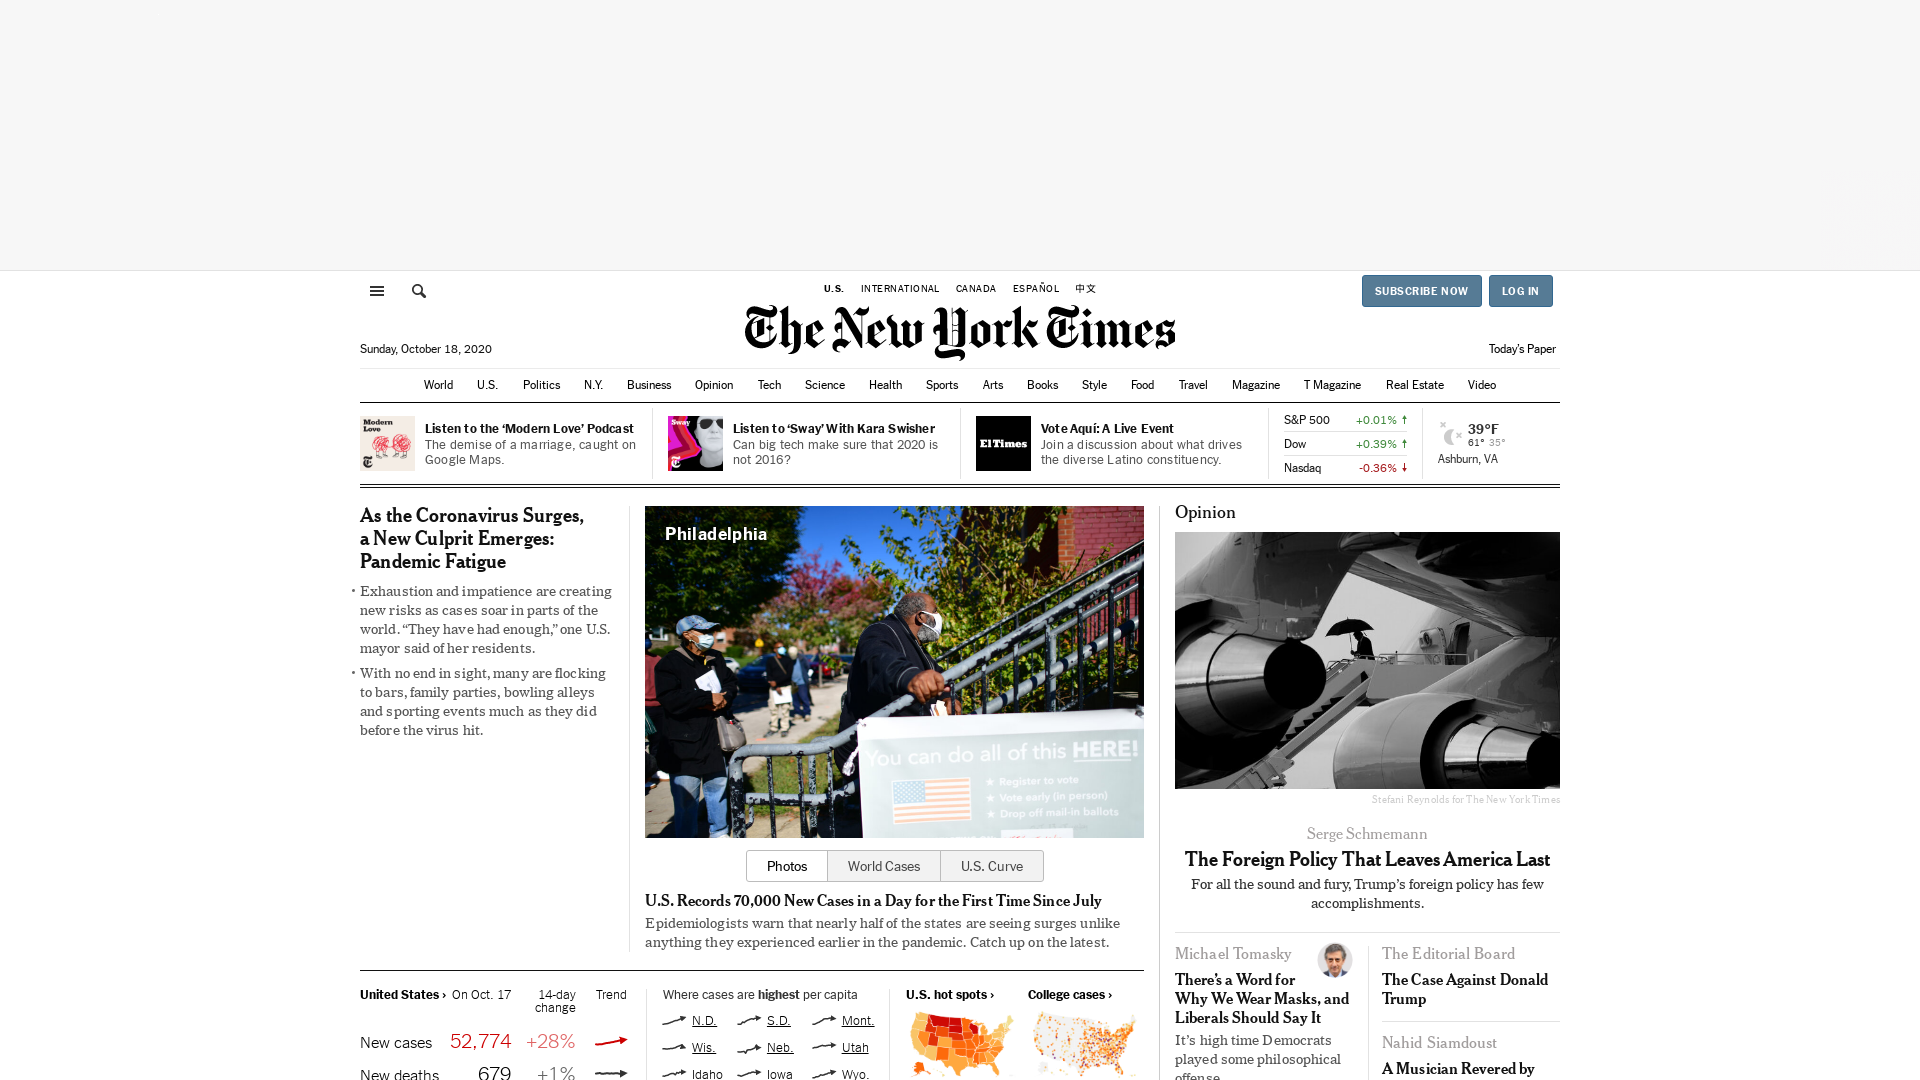 U.S. INTERNATIONAL CANADA ESPAÑOL 中文
SUBSCRIBE NOW LOG IN
The New York Times
Sunday, October 18, 2020
Today's Paper
World U.S. Politics N.Y. Business Opinion Tech Science Health Sports Arts Books Style Food Travel Magazine T Magazine Real Estate Video
Modern
Love
Listen to the ‘Modern Love’ Podcast
The demise of a marriage, caught on
Google Maps.
Sway
Listen to ‘Sway’ With Kara Swisher
Can big tech make sure that 2020 is
not 2016?
El Times
Vote Aquí: A Live Event
Join a discussion about what drives
the diverse Latino constituency.
S&P 500 +0.01% ↑
Dow +0.39% ↑
Nasdaq -0.36% ↓
39°F
61° 35°
Ashburn, VA
As the Coronavirus Surges,
a New Culprit Emerges:
Pandemic Fatigue
• Exhaustion and impatience are creating
new risks as cases soar in parts of the
world. “They have had enough,” one U.S.
mayor said of her residents.
• With no end in sight, many are flocking
to bars, family parties, bowling alleys
and sporting events much as they did
before the virus hit.
Philadelphia
You can do all of this HERE!
★ Register to vote
★ Vote early (in person)
★ Drop off mail-in ballots
Photos World Cases U.S. Curve
U.S. Records 70,000 New Cases in a Day for the First Time Since July
Epidemiologists warn that nearly half of the states are seeing surges unlike
anything they experienced earlier in the pandemic. Catch up on the latest.
United States › On Oct. 17 14-day change Trend
New cases 52,774 +28%
New deaths 679 +1%
Where cases are highest per capita
N.D. S.D. Mont.
Wis. Neb. Utah
Idaho Iowa Wyo.
U.S. hot spots ›
College cases ›
Opinion
Stefani Reynolds for The New York Times
Serge Schmemann
The Foreign Policy That Leaves America Last
For all the sound and fury, Trump’s foreign policy has few
accomplishments.
Michael Tomasky
There’s a Word for
Why We Wear Masks, and
Liberals Should Say It
It’s high time Democrats
played some philosophical
offense.
The Editorial Board
The Case Against Donald
Trump
Nahid Siamdoust
A Musician Revered by